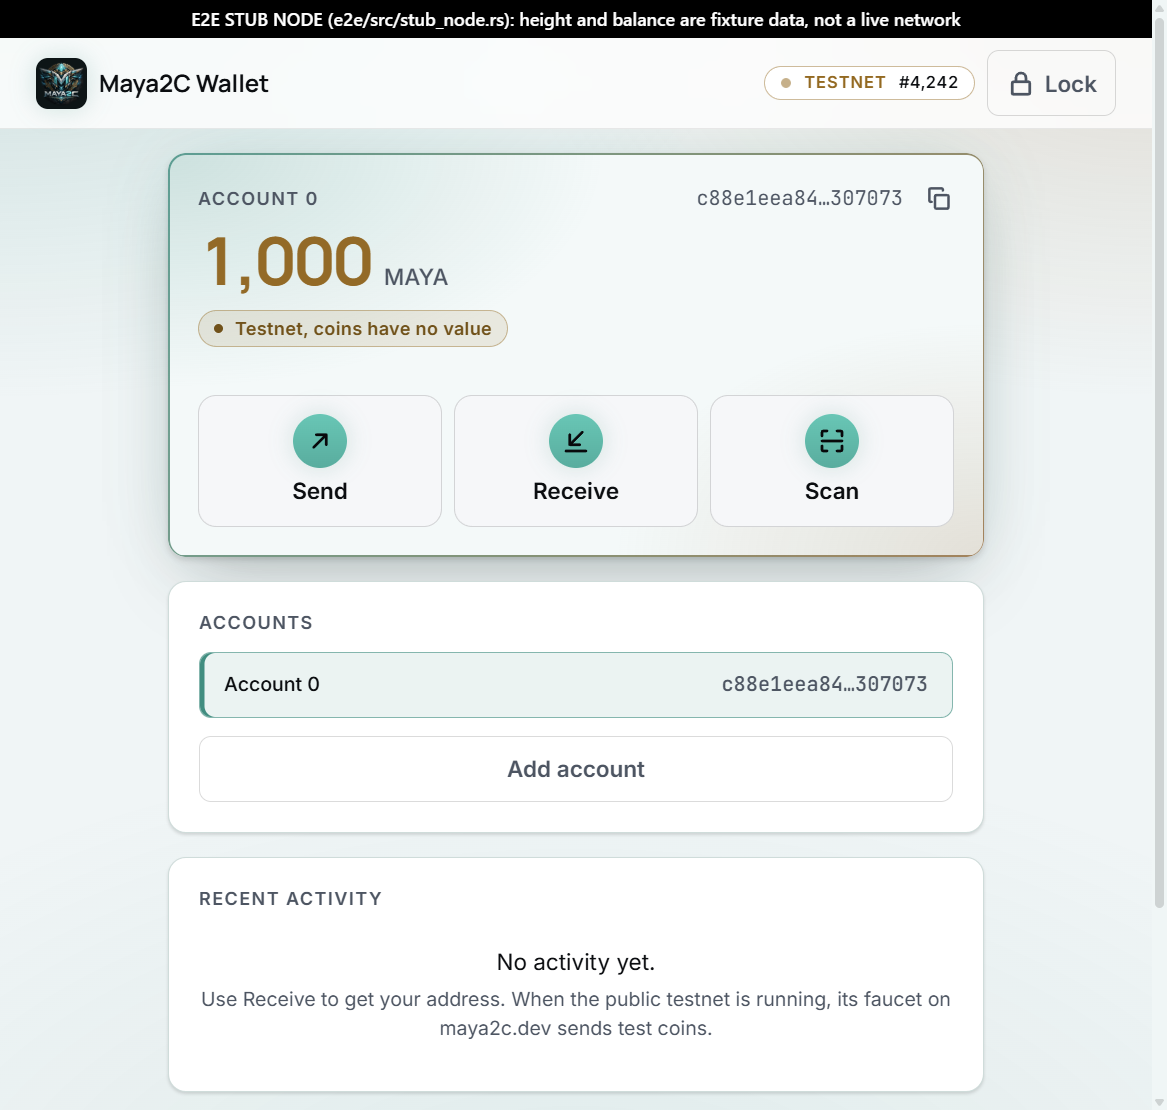 E2E STUB NODE (e2e/src/stub_node.rs): height and balance are fixture data, not a live network
MAYA2C
Maya2C Wallet
TESTNET #4,242
Lock
ACCOUNT 0
c88e1eea84…307073
1,000 MAYA
Testnet, coins have no value
Send
Receive
Scan
ACCOUNTS
Account 0
c88e1eea84…307073
Add account
RECENT ACTIVITY
No activity yet.
Use Receive to get your address. When the public testnet is running, its faucet on
maya2c.dev sends test coins.